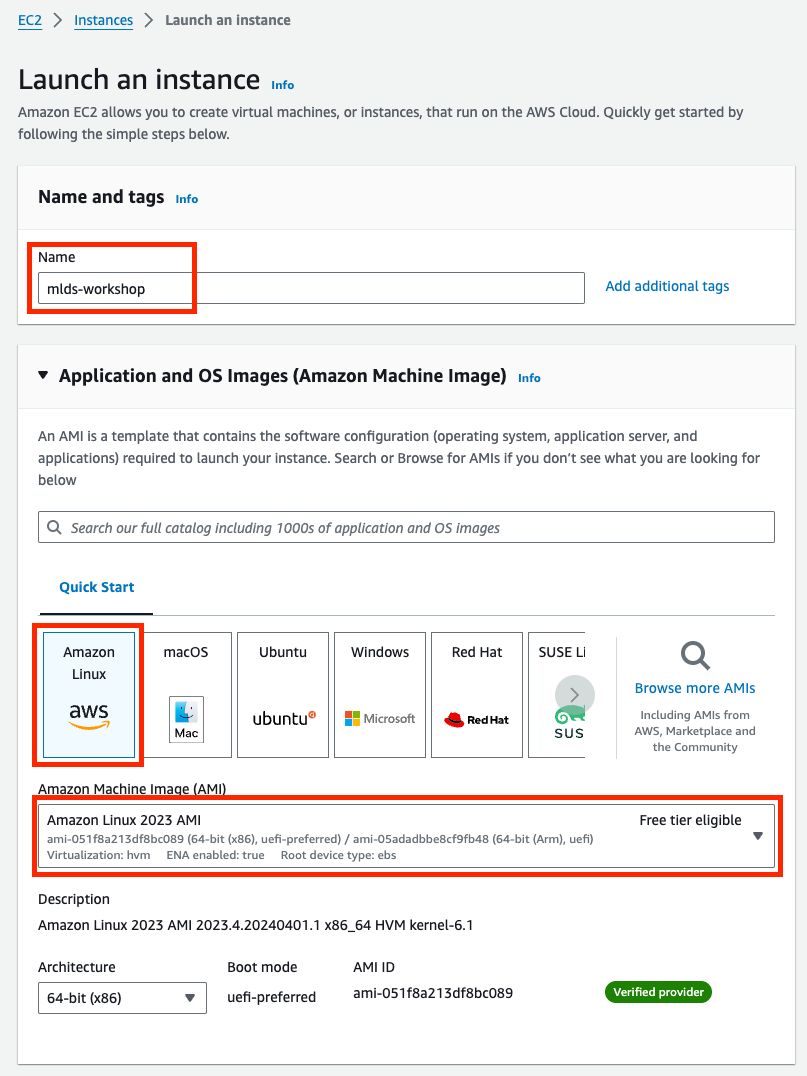 EC2 > Instances > Launch an instance
Launch an instance Info
Amazon EC2 allows you to create virtual machines, or instances, that run on the AWS Cloud. Quickly get started by
following the simple steps below.
Name and tags Info
Name
mlds-workshop
Add additional tags
Application and OS Images (Amazon Machine Image) Info
An AMI is a template that contains the software configuration (operating system, application server, and
applications) required to launch your instance. Search or Browse for AMIs if you don’t see what you are looking for
below
Search our full catalog including 1000s of application and OS images
Quick Start
Amazon
Linux
aws
macOS
Mac
Ubuntu
ubuntu
Windows
Microsoft
Red Hat
Red Hat
SUSE Li
SUS
Browse more AMIs
Including AMIs from
AWS, Marketplace and
the Community
Amazon Machine Image (AMI)
Amazon Linux 2023 AMI Free tier eligible
ami-051f8a213df8bc089 (64-bit (x86), uefi-preferred) / ami-05adadbbe8cf9fb48 (64-bit (Arm), uefi)
Virtualization: hvm ENA enabled: true Root device type: ebs
Description
Amazon Linux 2023 AMI 2023.4.20240401.1 x86_64 HVM kernel-6.1
Architecture Boot mode AMI ID
64-bit (x86) uefi-preferred ami-051f8a213df8bc089 Verified provider